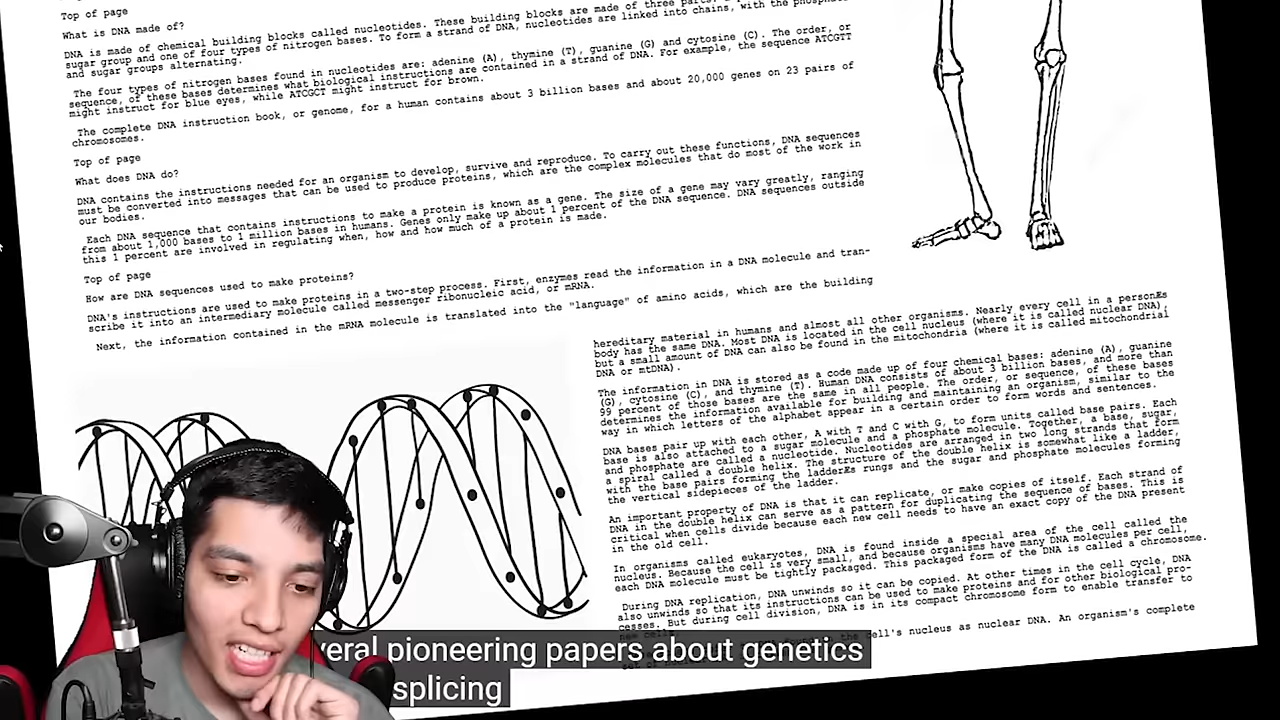 Top of page
What is DNA made of?
DNA is made of chemical building blocks called nucleotides. These building blocks are made of three parts:
sugar group and one of four types of nitrogen bases. To form a strand of DNA, nucleotides are linked into chains, with the phosphate
and sugar groups alternating.
The four types of nitrogen bases found in nucleotides are: adenine (A), thymine (T), guanine (G) and cytosine (C). The order, or
sequence, of these bases determines what biological instructions are contained in a strand of DNA. For example, the sequence ATCGTT
might instruct for blue eyes, while ATCGCT might instruct for brown.
The complete DNA instruction book, or genome, for a human contains about 3 billion bases and about 20,000 genes on 23 pairs of
chromosomes.
Top of page
What does DNA do?
DNA contains the instructions needed for an organism to develop, survive and reproduce. To carry out these functions, DNA sequences
must be converted into messages that can be used to produce proteins, which are the complex molecules that do most of the work in
our bodies.
Each DNA sequence that contains instructions to make a protein is known as a gene. The size of a gene may vary greatly, ranging
from about 1,000 bases to 1 million bases in humans. Genes only make up about 1 percent of the DNA sequence. DNA sequences outside
this 1 percent are involved in regulating when, how and how much of a protein is made.
Top of page
How are DNA sequences used to make proteins?
DNA's instructions are used to make proteins in a two-step process. First, enzymes read the information in a DNA molecule and tran-
scribe it into an intermediary molecule called messenger ribonucleic acid, or mRNA.
Next, the information contained in the mRNA molecule is translated into the "language" of amino acids, which are the building
hereditary material in humans and almost all other organisms. Nearly every cell in a personÆs
body has the same DNA. Most DNA is located in the cell nucleus (where it is called nuclear DNA),
but a small amount of DNA can also be found in the mitochondria (where it is called mitochondrial
DNA or mtDNA).
The information in DNA is stored as a code made up of four chemical bases: adenine (A), guanine
(G), cytosine (C), and thymine (T). Human DNA consists of about 3 billion bases, and more than
99 percent of those bases are the same in all people. The order, or sequence, of these bases
determines the information available for building and maintaining an organism, similar to the
way in which letters of the alphabet appear in a certain order to form words and sentences.
DNA bases pair up with each other, A with T and C with G, to form units called base pairs. Each
base is also attached to a sugar molecule and a phosphate molecule. Together, a base, sugar,
and phosphate are called a nucleotide. Nucleotides are arranged in two long strands that form
a spiral called a double helix. The structure of the double helix is somewhat like a ladder,
with the base pairs forming the ladderÆs rungs and the sugar and phosphate molecules forming
the vertical sidepieces of the ladder.
An important property of DNA is that it can replicate, or make copies of itself. Each strand of
DNA in the double helix can serve as a pattern for duplicating the sequence of bases. This is
critical when cells divide because each new cell needs to have an exact copy of the DNA present
in the old cell.
In organisms called eukaryotes, DNA is found inside a special area of the cell called the
nucleus. Because the cell is very small, and because organisms have many DNA molecules per cell,
each DNA molecule must be tightly packaged. This packaged form of the DNA is called a chromosome.
During DNA replication, DNA unwinds so it can be copied. At other times in the cell cycle, DNA
also unwinds so that its instructions can be used to make proteins and for other biological pro-
cesses. But during cell division, DNA is in its compact chromosome form to enable transfer to
new cells.
cell's nucleus as nuclear DNA. An organism's complete
veral pioneering papers about genetics
splicing